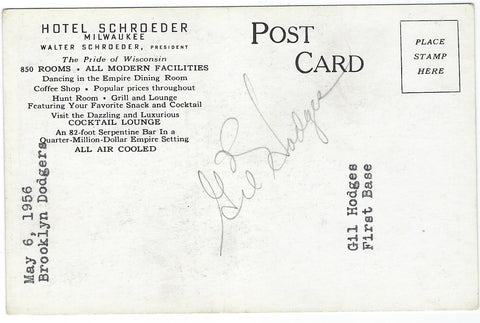 HOTEL SCHROEDER
MILWAUKEE
WALTER SCHROEDER, PRESIDENT
The Pride of Wisconsin
850 ROOMS • ALL MODERN FACILITIES
Dancing in the Empire Dining Room
Coffee Shop • Popular prices throughout
Hunt Room • Grill and Lounge
Featuring Your Favorite Snack and Cocktail
Visit the Dazzling and Luxurious
COCKTAIL LOUNGE
An 82-foot Serpentine Bar In a
Quarter-Million-Dollar Empire Setting
ALL AIR COOLED
POST
CARD
PLACE
STAMP
HERE
Gil Hodges
May 6, 1956
Brooklyn Dodgers
Gil Hodges
First Base